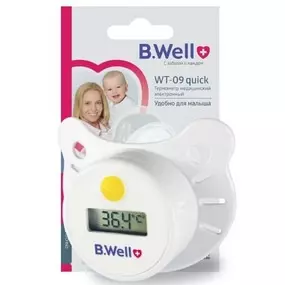 B.Well
С заботой о каждом
WT-09 quick
Термометр медицинский
электронный
Удобно для малыша
36.4°C
B.Well